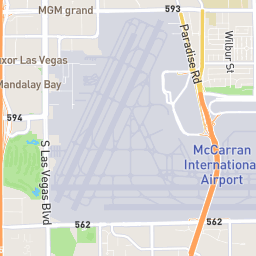 MGM grand
593
Paradise Rd
Wilbur St
uxor Las Vegas
Mandalay Bay
594
S Las Vegas Blvd
McCarran
International
Airport
562
562